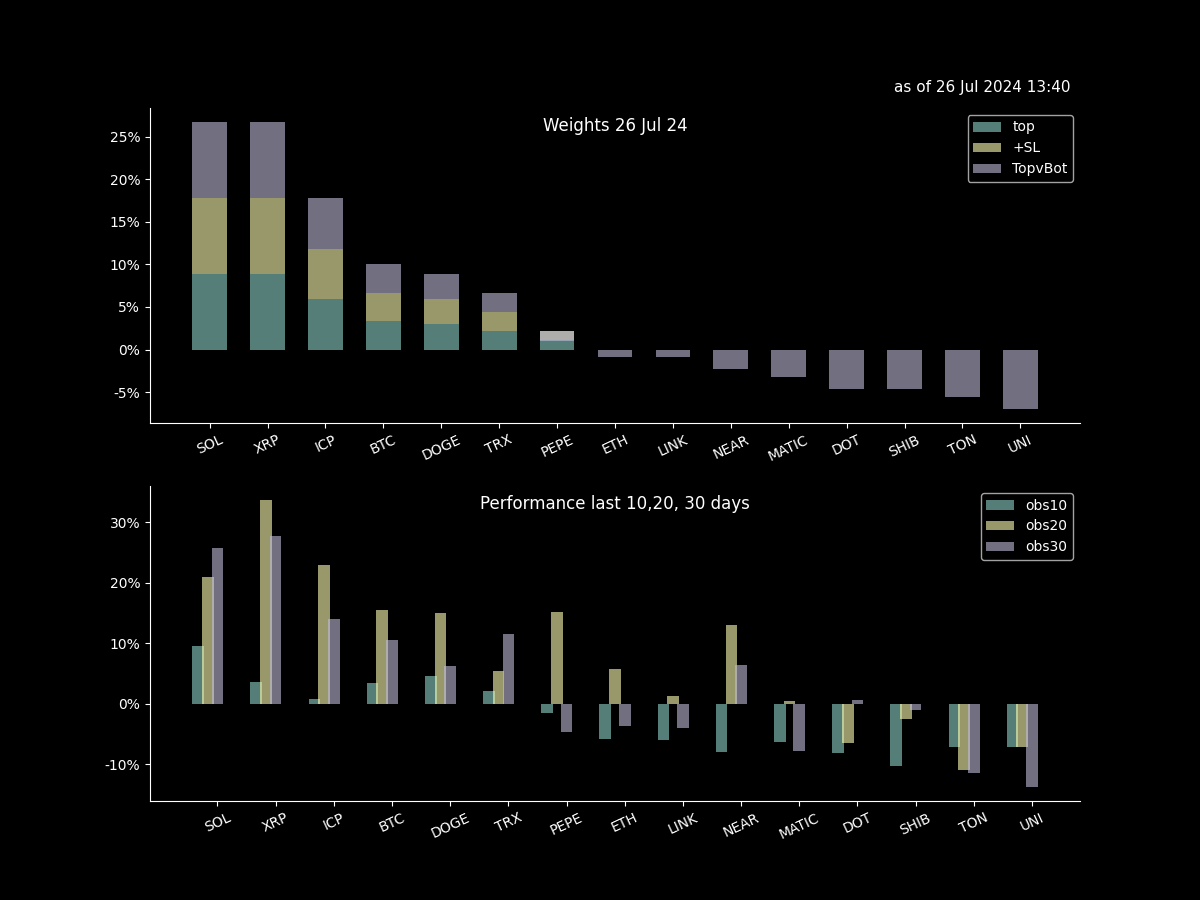 as of 26 Jul 2024 13:40
Weights 26 Jul 24
top
+SL
TopvBot
25%
20%
15%
10%
5%
0%
-5%
SOL XRP ICP BTC DOGE TRX PEPE ETH LINK NEAR MATIC DOT SHIB TON UNI
Performance last 10,20, 30 days
obs10
obs20
obs30
30%
20%
10%
0%
-10%
SOL XRP ICP BTC DOGE TRX PEPE ETH LINK NEAR MATIC DOT SHIB TON UNI